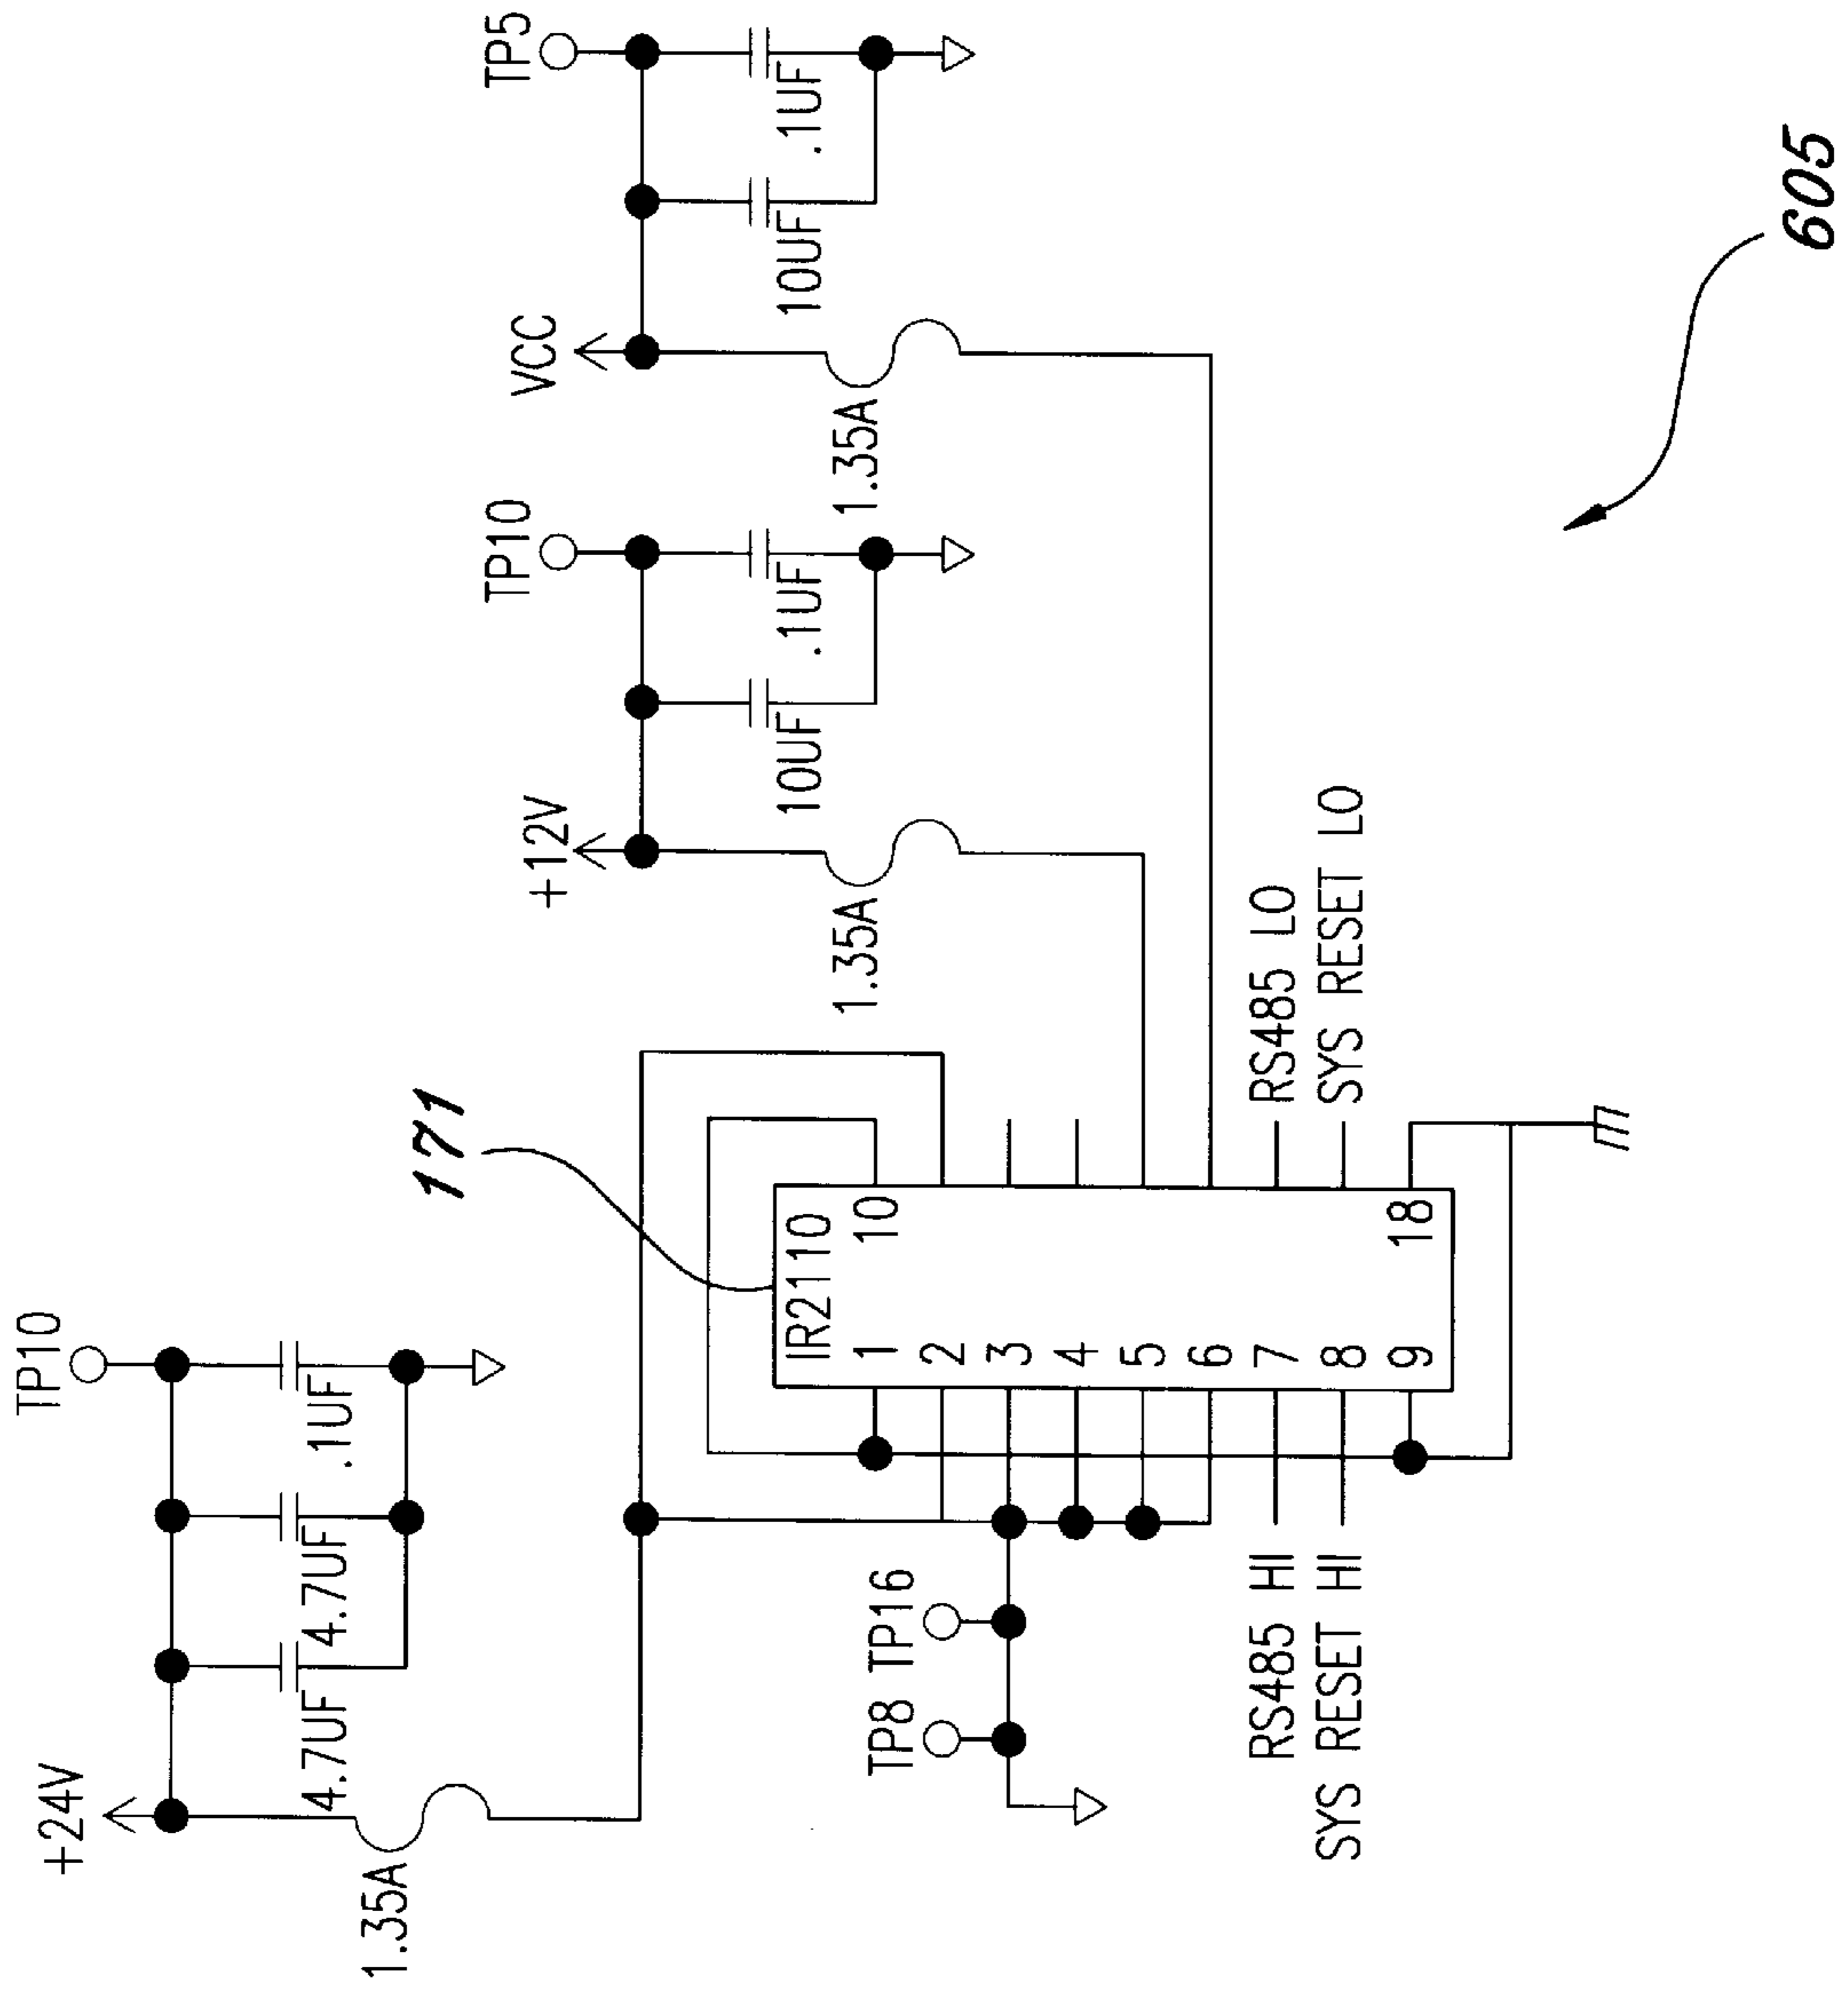 TP10
+24V
4.7UF
4.7UF
.1UF
1.35A
171
TP8
TP16
IR2110
1
2
3
4
5
6
7
8
9
10
18
RS485 HI
SYS RESET HI
RS485 LO
SYS RESET LO
+12V
TP10
10UF
.1UF
1.35A
VCC
TP5
10UF
.1UF
1.35A
605